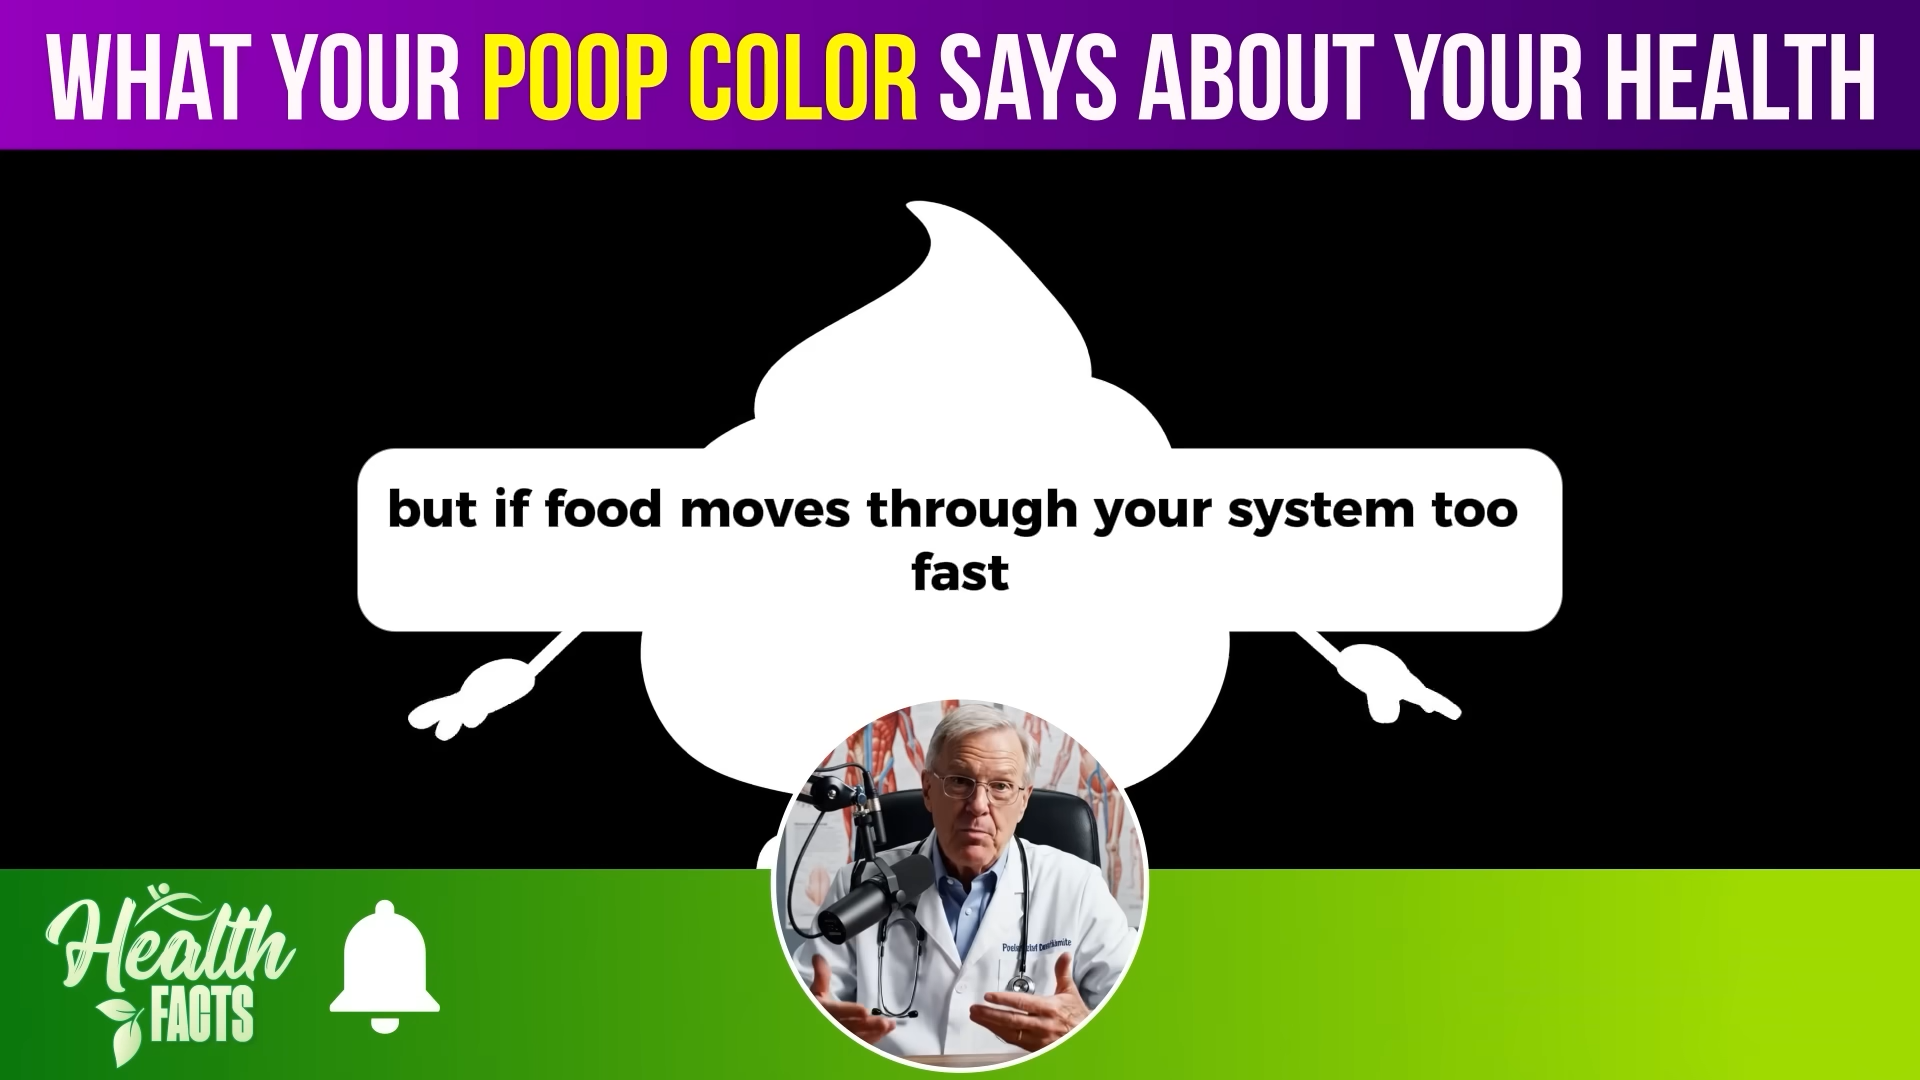 WHAT YOUR POOP COLOR SAYS ABOUT YOUR HEALTH
but if food moves through your system too
fast
Health
FACTS